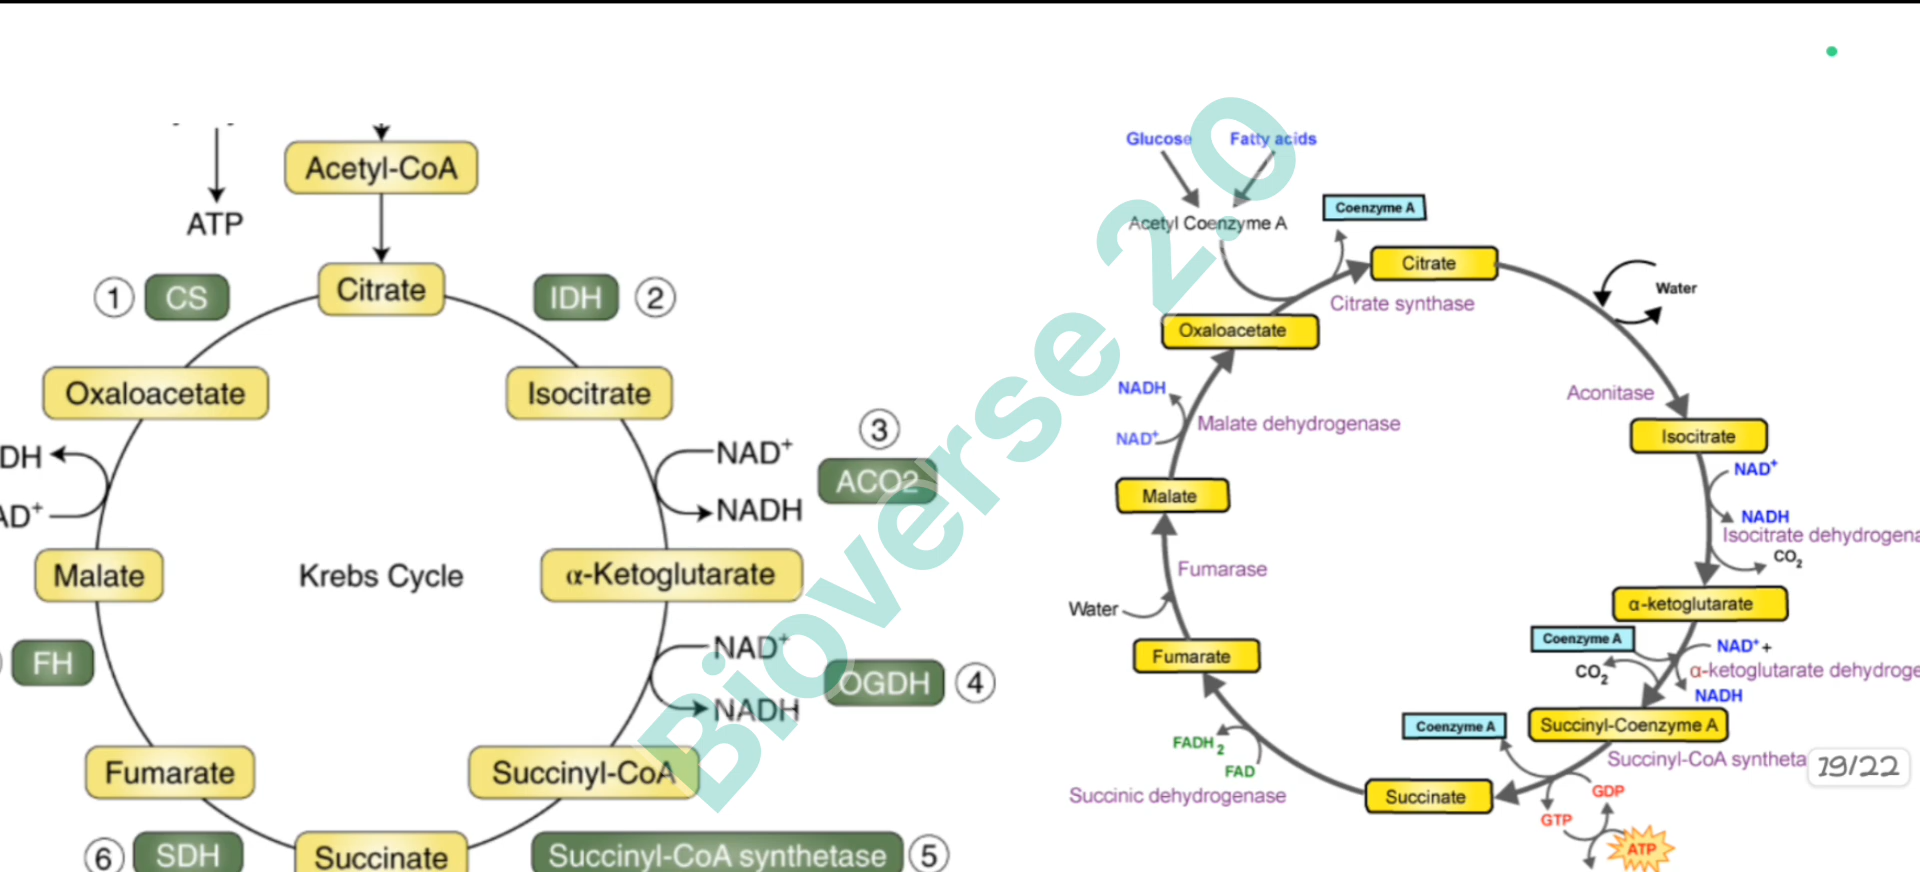 Acetyl-CoA
ATP
① CS
Citrate
IDH ②
Oxaloacetate
Isocitrate
DH
NAD⁺
③
ACO2
AD⁺
NADH
Malate
Krebs Cycle
α-Ketoglutarate
FH
NAD⁺
OGDH ④
NADH
Fumarate
Succinyl-CoA
⑥ SDH
Succinate
Succinyl-CoA synthetase ⑤
Bioverse 2.0
Glucose
Fatty acids
Acetyl Coenzyme A
Coenzyme A
Citrate
Water
Citrate synthase
Oxaloacetate
Aconitase
NADH
Malate dehydrogenase
NAD⁺
Isocitrate
NAD⁺
Malate
NADH
Isocitrate dehydrogena
CO₂
Fumarase
Water
α-ketoglutarate
Coenzyme A
NAD⁺ +
Fumarate
CO₂
α-ketoglutarate dehydroge
NADH
Coenzyme A
Succinyl-Coenzyme A
FADH₂
FAD
Succinyl-CoA syntheta
19/22
Succinic dehydrogenase
Succinate
GDP
GTP
ATP